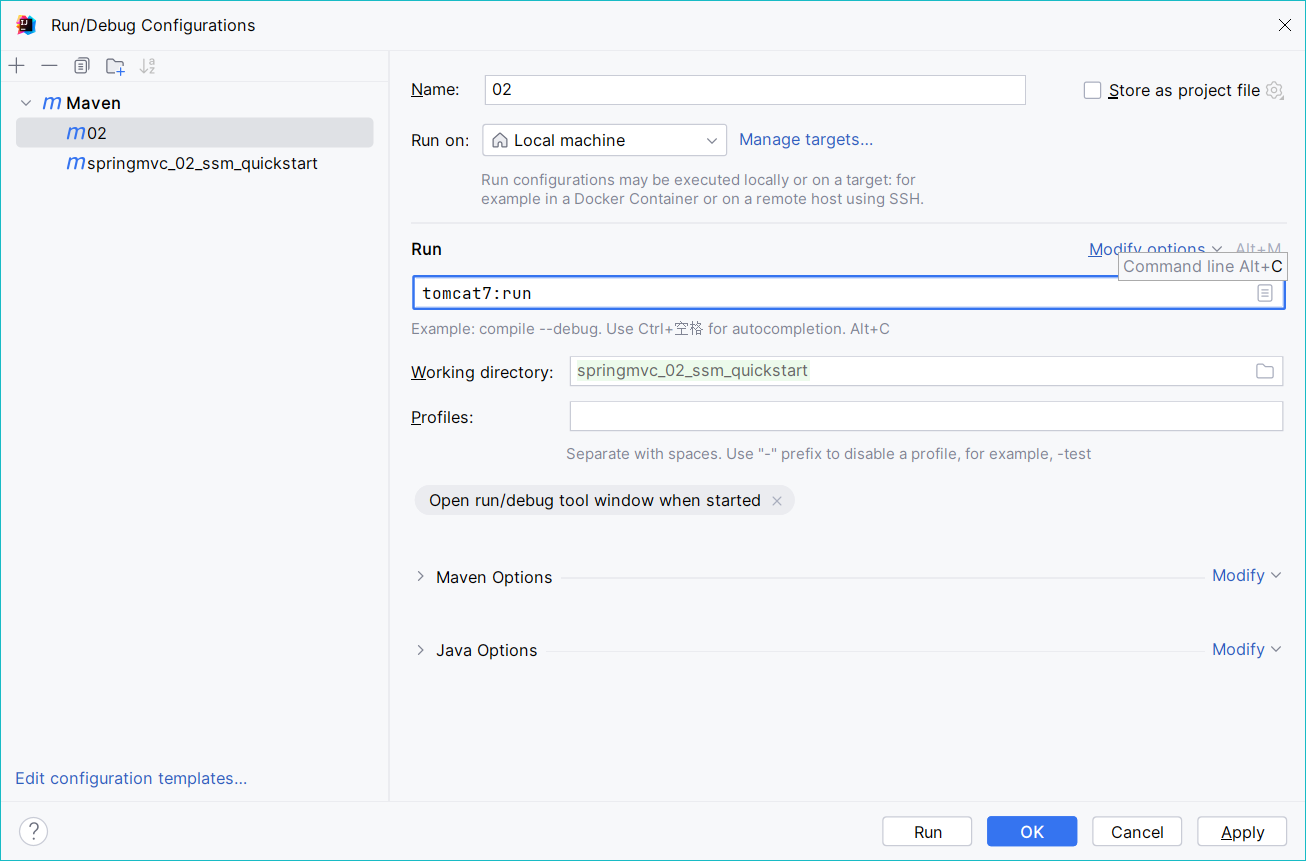 Run/Debug Configurations
Maven
02
springmvc_02_ssm_quickstart
Edit configuration templates...
Name: 02
Store as project file
Run on: Local machine Manage targets...
Run configurations may be executed locally or on a target: for
example in a Docker Container or on a remote host using SSH.
Run Modify options Alt+M
Command line Alt+C
tomcat7:run
Example: compile --debug. Use Ctrl+空格 for autocompletion. Alt+C
Working directory: springmvc_02_ssm_quickstart
Profiles:
Separate with spaces. Use "-" prefix to disable a profile, for example, -test
Open run/debug tool window when started
Maven Options Modify
Java Options Modify
? Run OK Cancel Apply